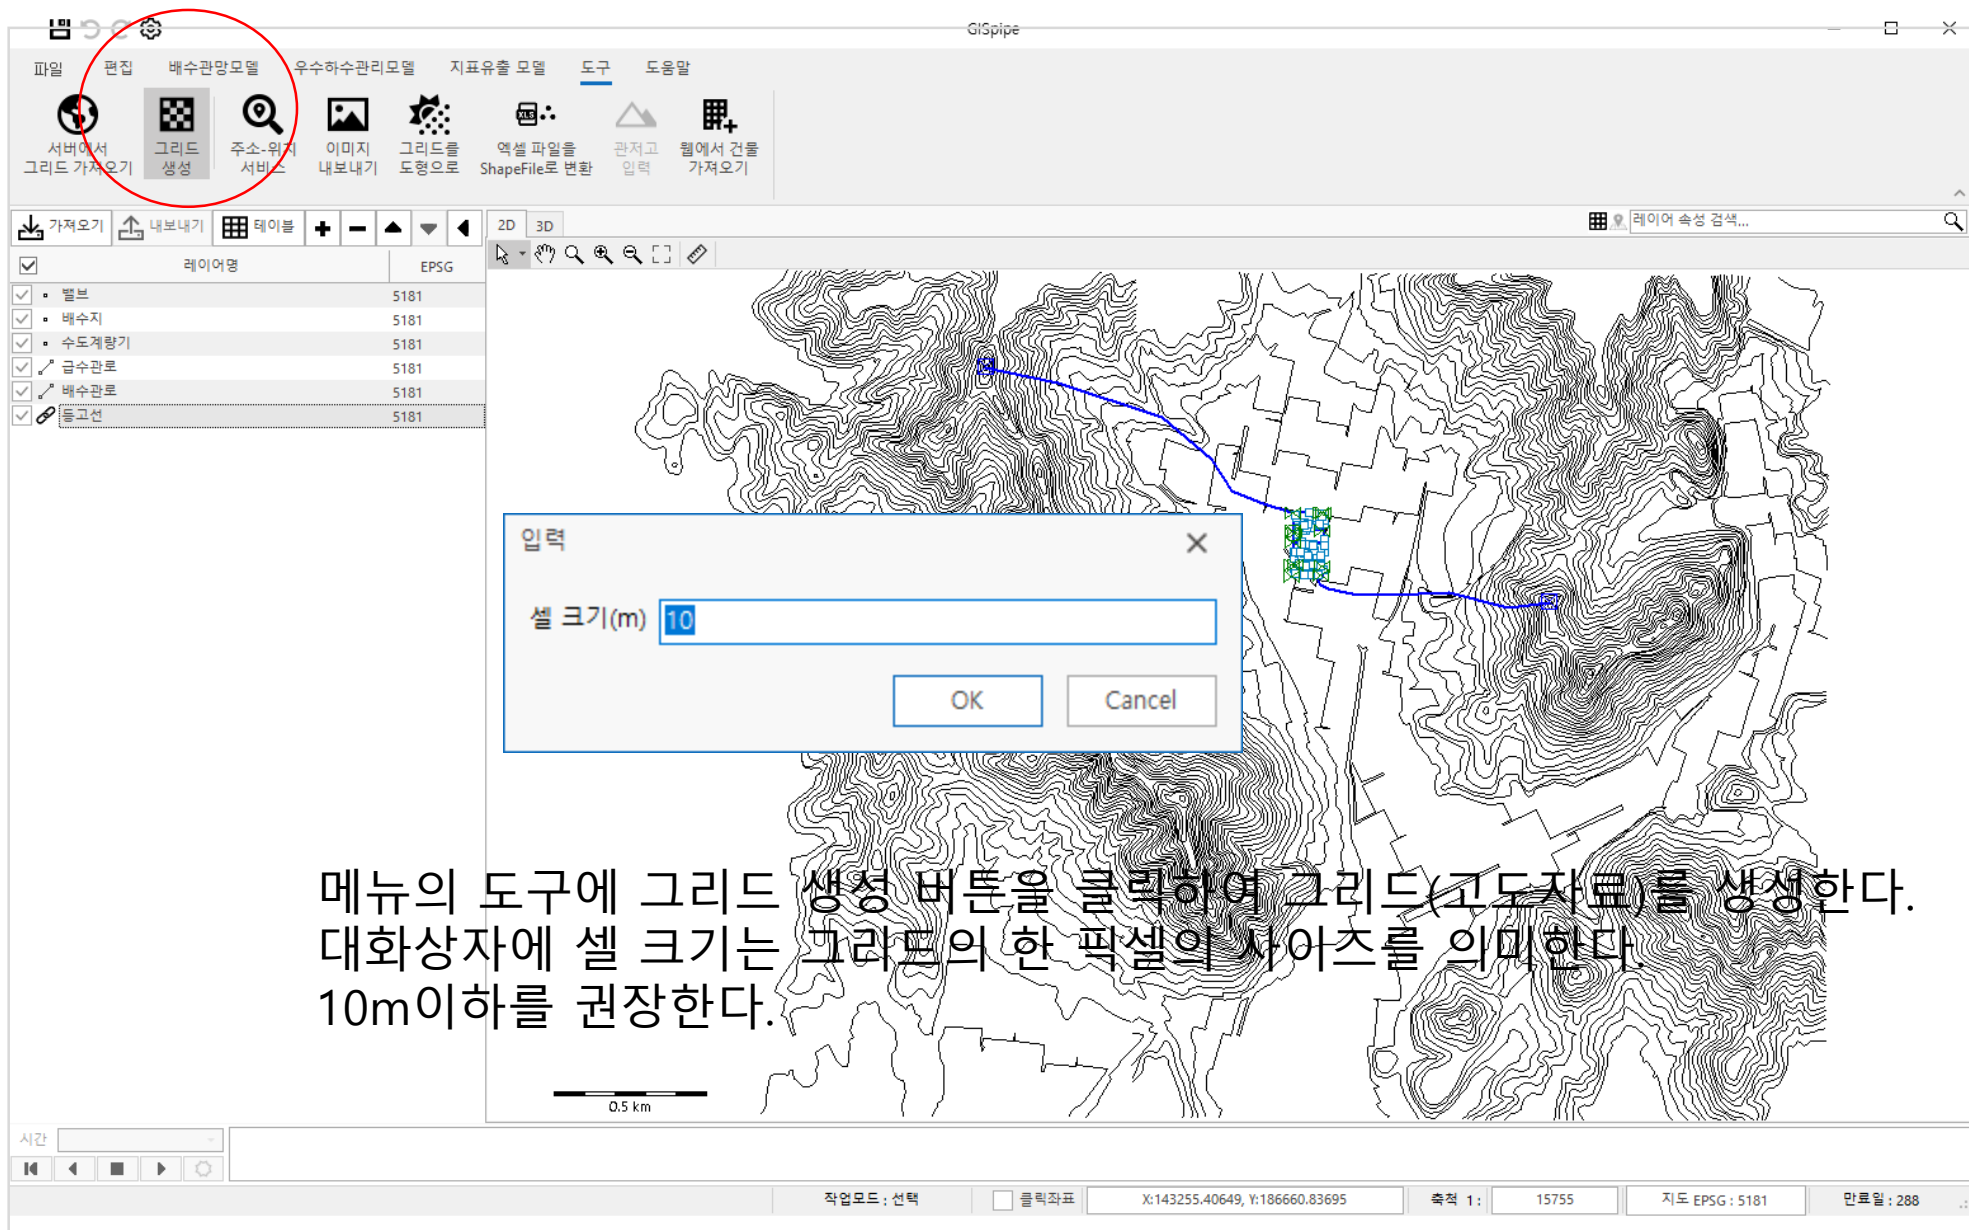 GISpipe
파일 편집 배수관망모델 우수하수관리모델 지표유출 모델 도구 도움말
서버에서 그리드 가져오기
그리드 생성
주소-위치 서비스
이미지 내보내기
그리드를 도형으로
XLS
엑셀 파일을 ShapeFile로 변환
관저고 입력
웹에서 건물 가져오기
가져오기 내보내기 테이블
2D 3D
레이어 속성 검색...
레이어명 EPSG
밸브 5181
배수지 5181
수도계량기 5181
급수관로 5181
배수관로 5181
등고선 5181
입력
셀 크기(m) 10
OK Cancel
메뉴의 도구에 그리드 생성 버튼을 클릭하여 그리드(고도자료)를 생성한다.
대화상자에 셀 크기는 그리드의 한 픽셀의 사이즈를 의미한다.
10m이하를 권장한다.
0.5 km
시간
작업모드 : 선택 클릭좌표 X:143255.40649, Y:186660.83695 축척 1 : 15755 지도 EPSG : 5181 만료일 : 288